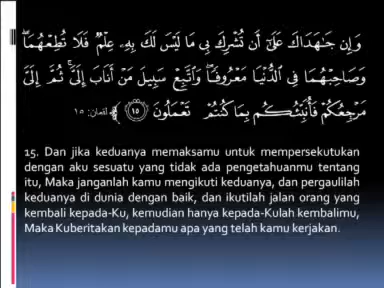 وَإِن جَٰهَدَاكَ عَلَىٰٓ أَن تُشْرِكَ بِى مَا لَيْسَ لَكَ بِهِۦ عِلْمٌ فَلَا تُطِعْهُمَا ۖ
وَصَاحِبْهُمَا فِى ٱلدُّنْيَا مَعْرُوفًا ۖ وَٱتَّبِعْ سَبِيلَ مَنْ أَنَابَ إِلَىَّ ۚ ثُمَّ إِلَىَّ
مَرْجِعُكُمْ فَأُنَبِّئُكُم بِمَا كُنتُمْ تَعْمَلُونَ ﴿١٥﴾ لقمان: ١٥
15. Dan jika keduanya memaksamu untuk mempersekutukan
dengan aku sesuatu yang tidak ada pengetahuanmu tentang
itu, Maka janganlah kamu mengikuti keduanya, dan pergaulilah
keduanya di dunia dengan baik, dan ikutilah jalan orang yang
kembali kepada-Ku, kemudian hanya kepada-Kulah kembalimu,
Maka Kuberitakan kepadamu apa yang telah kamu kerjakan.